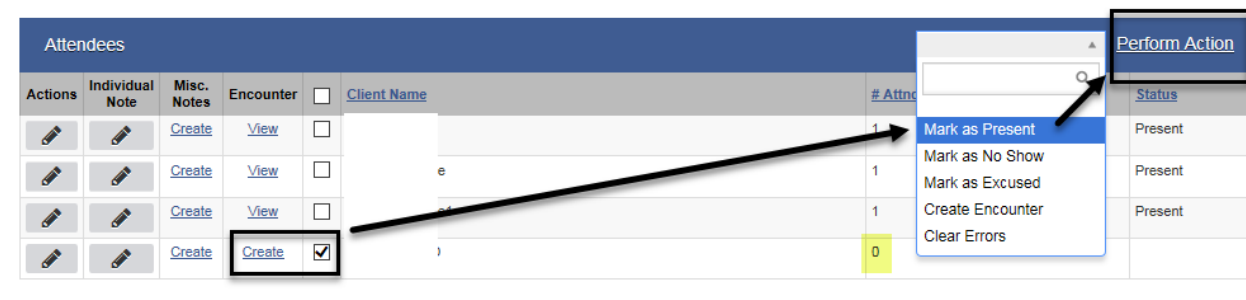 Attendees Perform Action
Actions Individual Note Misc. Notes Encounter Client Name # Attnd Status
Create View 1 Mark as Present Present
Mark as No Show
Create View e 1 Present
Mark as Excused
Create View 1 Create Encounter Present
Clear Errors
Create Create 0